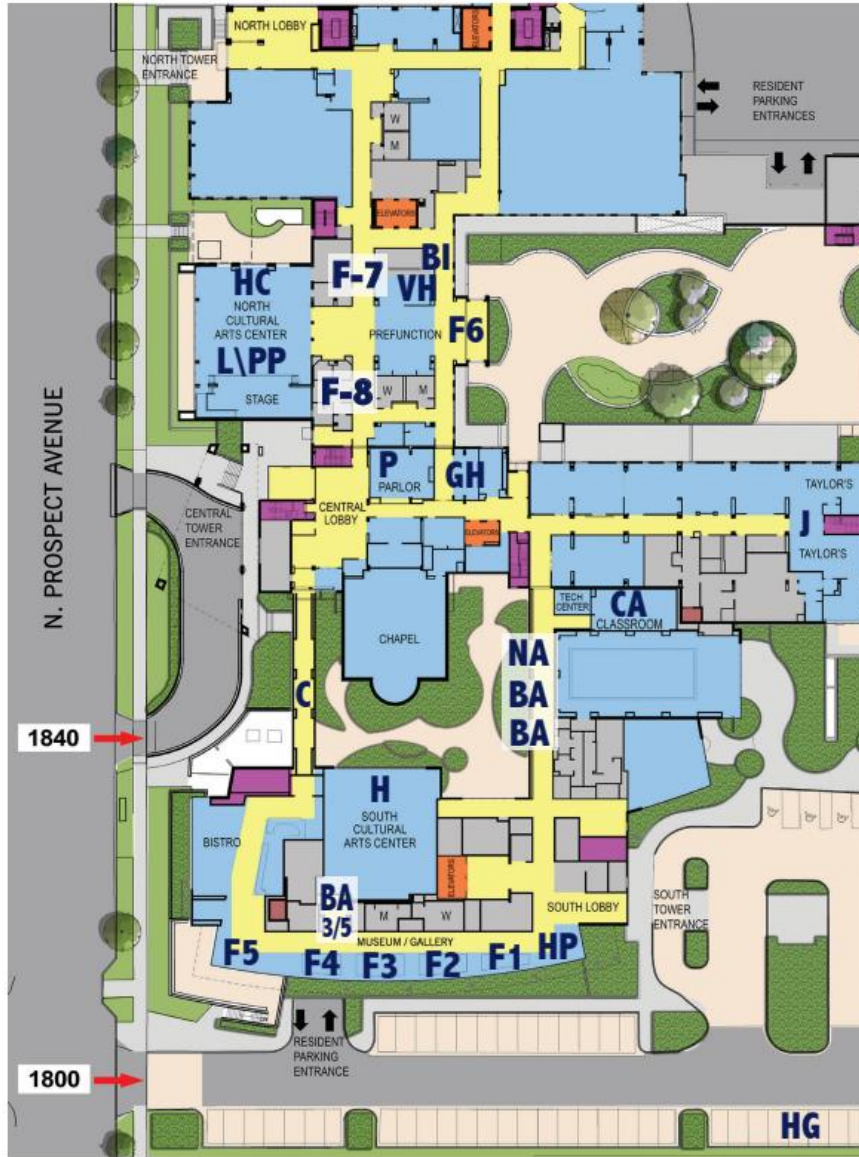 NORTH LOBBY
NORTH TOWER
ENTRANCE
ELEVATORS
RESIDENT
PARKING
ENTRANCES
W
M
ELEVATORS
BI
HC
F-7
VH
NORTH
CULTURAL
ARTS CENTER
PREFUNCTION
F6
L\PP
STAGE
F-8
W
M
N. PROSPECT AVENUE
P
PARLOR
GH
TAYLOR'S
CENTRAL
LOBBY
CENTRAL
TOWER
ENTRANCE
ELEVATORS
J
TAYLOR'S
TECH
CENTER
CA
CLASSROOM
CHAPEL
NA
BA
BA
C
1840
H
SOUTH
CULTURAL
ARTS CENTER
BISTRO
ELEVATORS
BA
3/5
M
W
SOUTH LOBBY
SOUTH
TOWER
ENTRANCE
MUSEUM / GALLERY
F5
F4
F3
F2
F1
HP
RESIDENT
PARKING
ENTRANCE
1800
HG